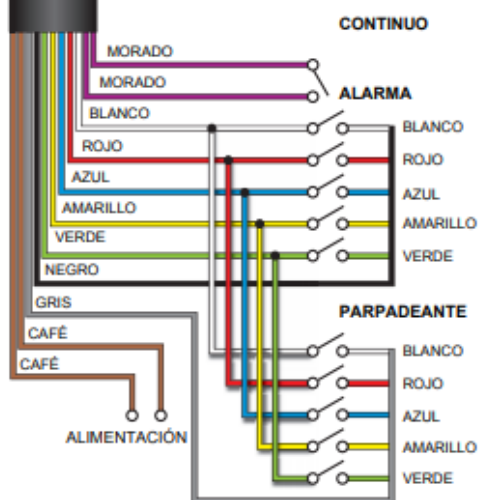 CONTINUO
MORADO
MORADO
ALARMA
BLANCO
BLANCO
ROJO
ROJO
AZUL
AZUL
AMARILLO
AMARILLO
VERDE
VERDE
NEGRO
GRIS
PARPADEANTE
CAFÉ
BLANCO
CAFÉ
ROJO
AZUL
ALIMENTACIÓN
AMARILLO
VERDE